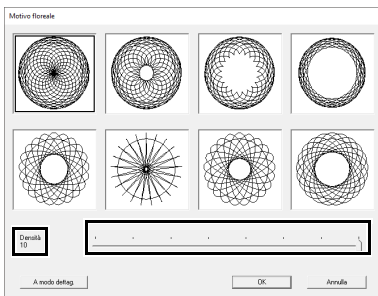 Motivo floreale
Densità
10
A modo dettag.
OK
Annulla